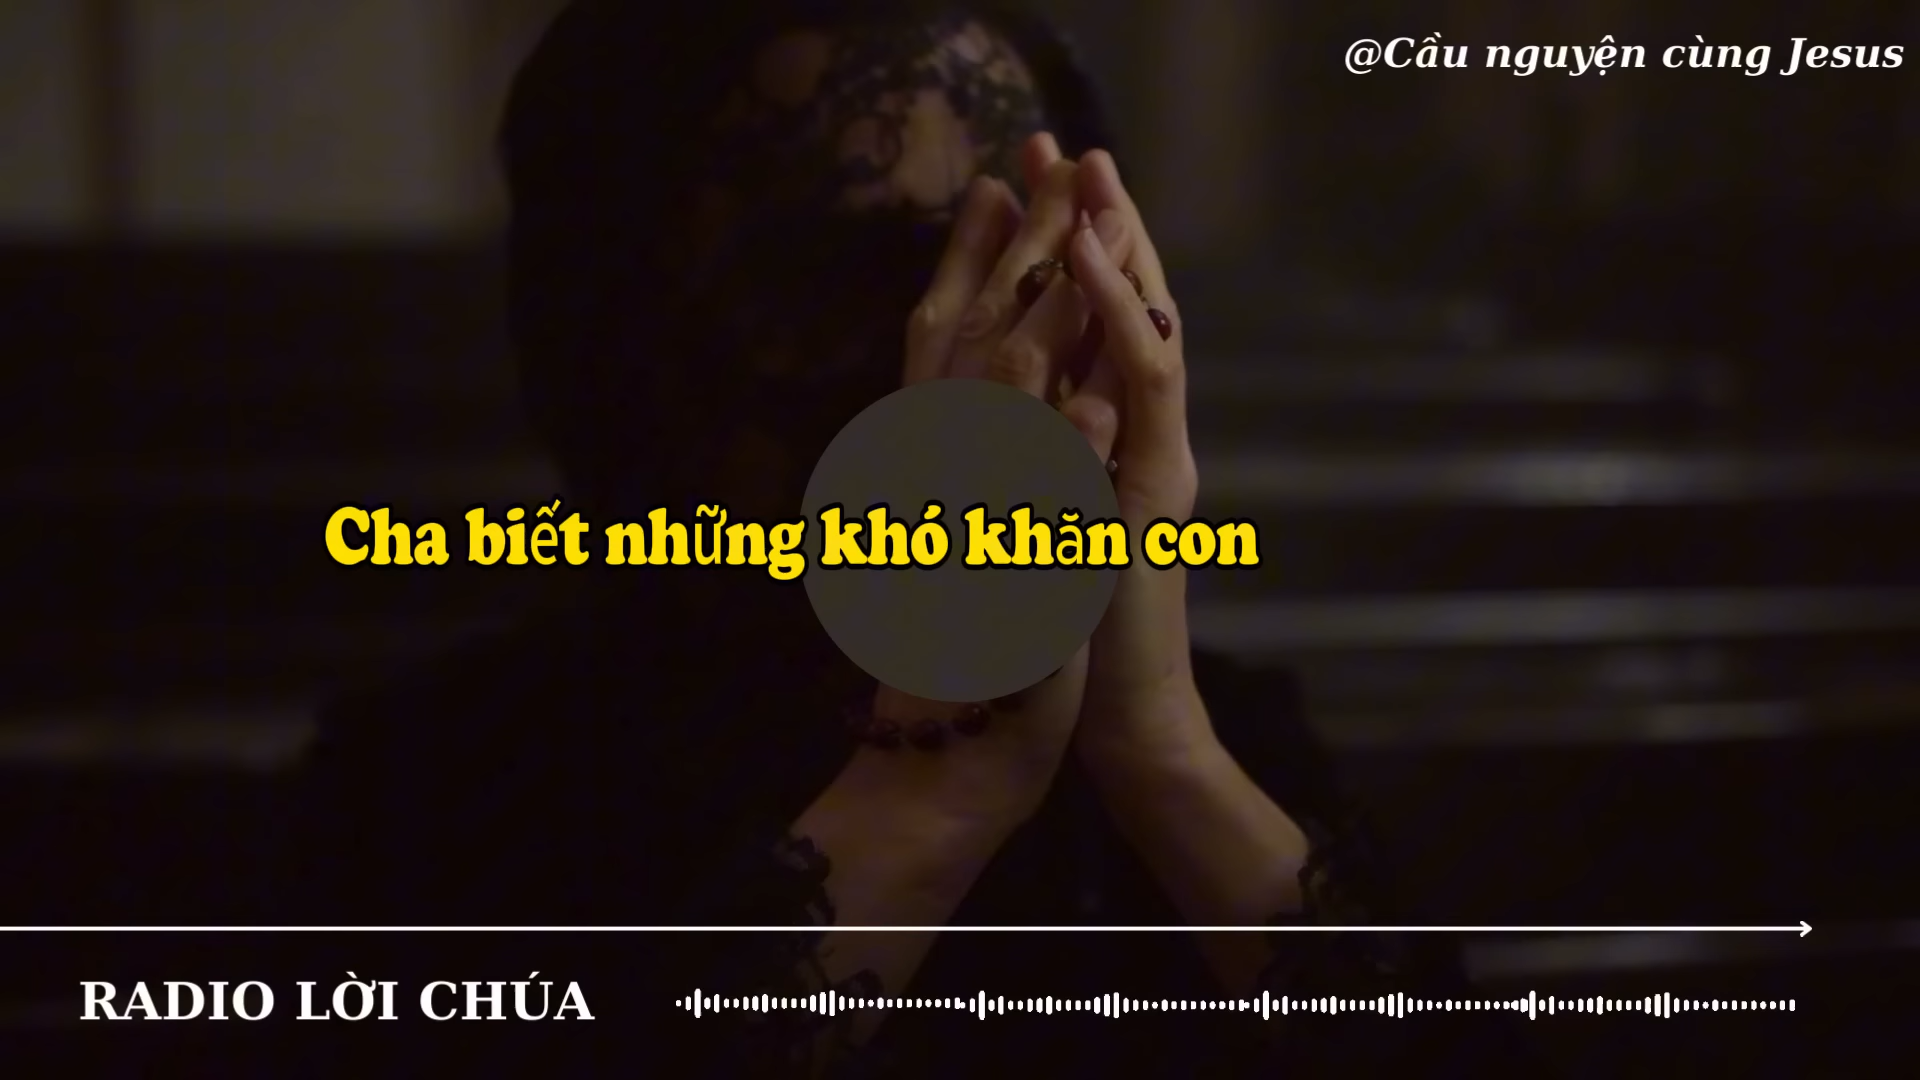 @Cầu nguyện cùng Jesus
Cha biết những khó khăn con
RADIO LỜI CHÚA